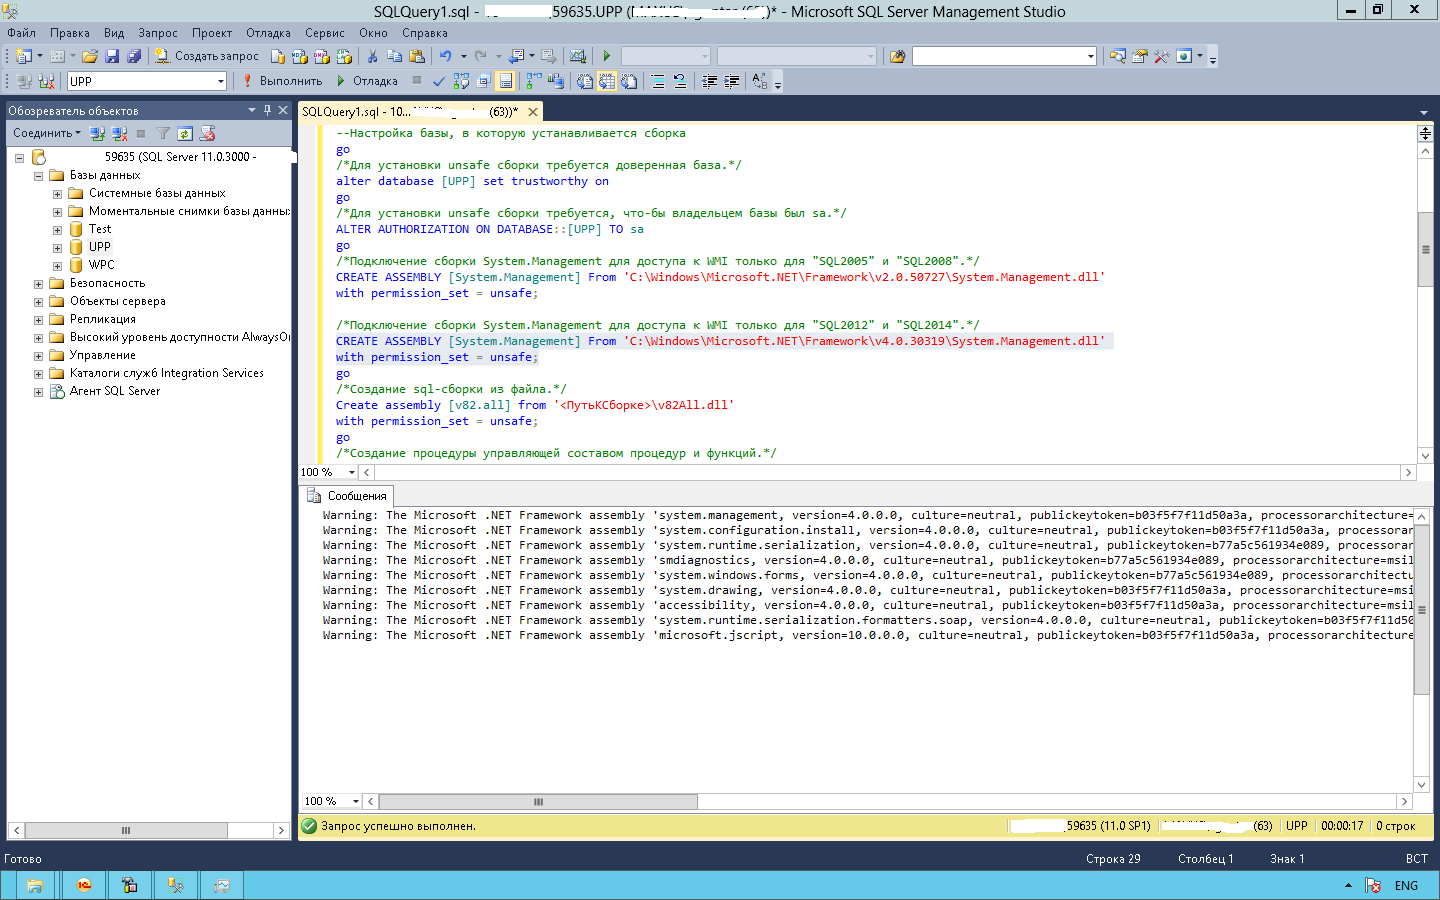 SQLQuery1.sql - ,59635.UPP ( (63))* - Microsoft SQL Server Management Studio
Файл Правка Вид Запрос Проект Отладка Сервис Окно Справка
Создать запрос
UPP Выполнить Отладка
Обозреватель объектов
Соединить
59635 (SQL Server 11.0.3000 -
Базы данных
Системные базы данных
Моментальные снимки базы данных
Test
UPP
WPC
Безопасность
Объекты сервера
Репликация
Высокий уровень доступности AlwaysOn
Управление
Каталоги служб Integration Services
Агент SQL Server
SQLQuery1.sql - 10... (63))*
--Настройка базы, в которую устанавливается сборка
go
/*Для установки unsafe сборки требуется доверенная база.*/
alter database [UPP] set trustworthy on
go
/*Для установки unsafe сборки требуется, что-бы владельцем базы был sa.*/
ALTER AUTHORIZATION ON DATABASE::[UPP] TO sa
go
/*Подключение сборки System.Management для доступа к WMI только для "SQL2005" и "SQL2008".*/
CREATE ASSEMBLY [System.Management] From 'C:\Windows\Microsoft.NET\Framework\v2.0.50727\System.Management.dll'
with permission_set = unsafe;
/*Подключение сборки System.Management для доступа к WMI только для "SQL2012" и "SQL2014".*/
CREATE ASSEMBLY [System.Management] From 'C:\Windows\Microsoft.NET\Framework\v4.0.30319\System.Management.dll'
with permission_set = unsafe;
go
/*Создание sql-сборки из файла.*/
Create assembly [v82.all] from '<ПутьКСборке>\v82All.dll'
with permission_set = unsafe;
go
/*Создание процедуры управляющей составом процедур и функций.*/
100 %
Сообщения
Warning: The Microsoft .NET Framework assembly 'system.management, version=4.0.0.0, culture=neutral, publickeytoken=b03f5f7f11d50a3a, processorarchitecture=
Warning: The Microsoft .NET Framework assembly 'system.configuration.install, version=4.0.0.0, culture=neutral, publickeytoken=b03f5f7f11d50a3a, processorar
Warning: The Microsoft .NET Framework assembly 'system.runtime.serialization, version=4.0.0.0, culture=neutral, publickeytoken=b77a5c561934e089, processorar
Warning: The Microsoft .NET Framework assembly 'smdiagnostics, version=4.0.0.0, culture=neutral, publickeytoken=b77a5c561934e089, processorarchitecture=msil
Warning: The Microsoft .NET Framework assembly 'system.windows.forms, version=4.0.0.0, culture=neutral, publickeytoken=b77a5c561934e089, processorarchitectu
Warning: The Microsoft .NET Framework assembly 'system.drawing, version=4.0.0.0, culture=neutral, publickeytoken=b03f5f7f11d50a3a, processorarchitecture=msi
Warning: The Microsoft .NET Framework assembly 'accessibility, version=4.0.0.0, culture=neutral, publickeytoken=b03f5f7f11d50a3a, processorarchitecture=msil
Warning: The Microsoft .NET Framework assembly 'system.runtime.serialization.formatters.soap, version=4.0.0.0, culture=neutral, publickeytoken=b03f5f7f11d50
Warning: The Microsoft .NET Framework assembly 'microsoft.jscript, version=10.0.0.0, culture=neutral, publickeytoken=b03f5f7f11d50a3a, processorarchitecture
100 %
Запрос успешно выполнен. ,59635 (11.0 SP1) (63) UPP 00:00:17 0 строк
Готово Строка 29 Столбец 1 Знак 1 ВСТ
ENG